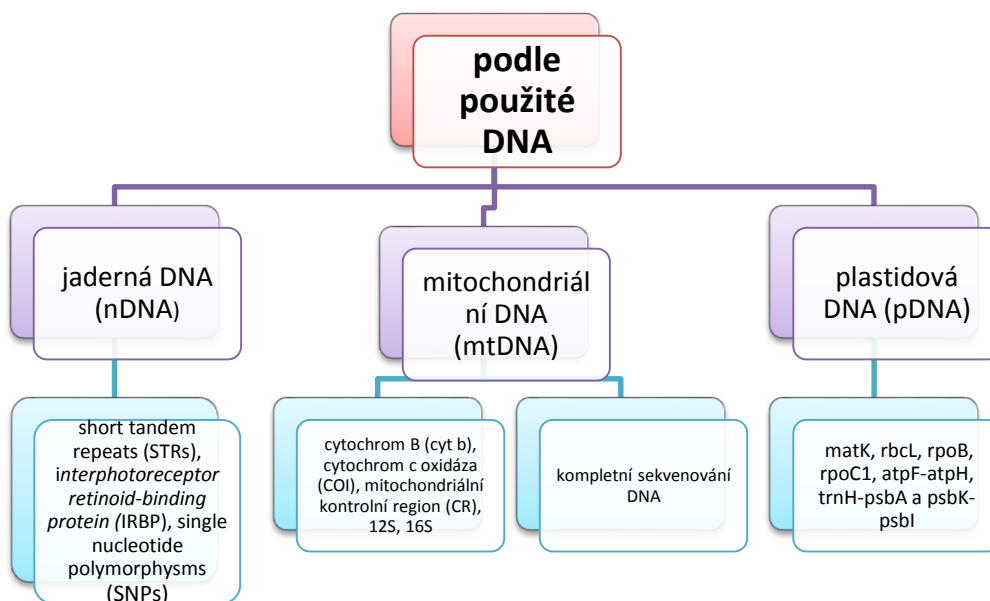 podle
použité
DNA
jaderná DNA
(nDNA)
mitochondriál
ní DNA
(mtDNA)
plastidová
DNA (pDNA)
short tandem
repeats (STRs),
interphotoreceptor
retinoid-binding
protein (IRBP), single
nucleotide
polymorphysms
(SNPs)
cytochrom B (cyt b),
cytochrom c oxidáza
(COI), mitochondriální
kontrolní region (CR),
12S, 16S
kompletní sekvenování
DNA
matK, rbcL, rpoB,
rpoC1, atpF-atpH,
trnH-psbA a psbK-
psbI